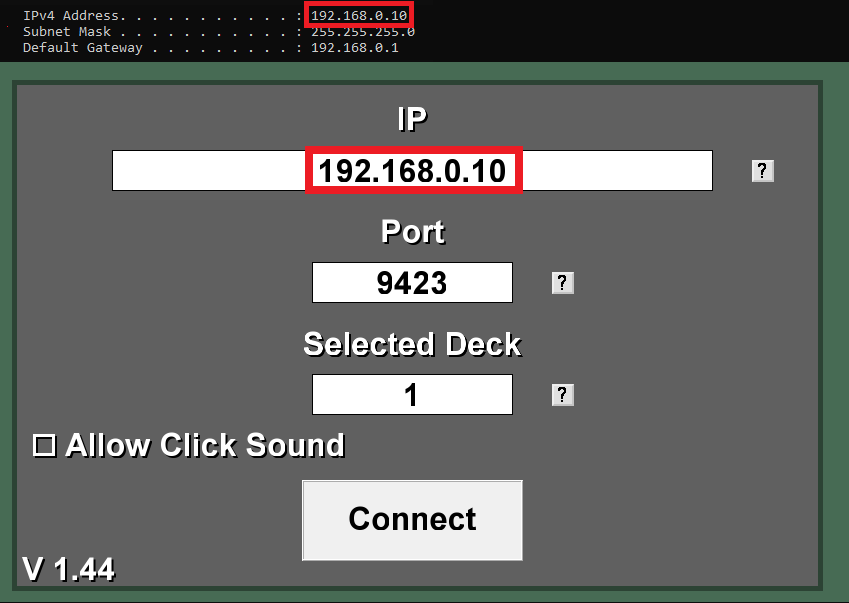 IPv4 Address. . . . . . . . . . . : 192.168.0.10
Subnet Mask . . . . . . . . . . . : 255.255.255.0
Default Gateway . . . . . . . . . : 192.168.0.1
IP
192.168.0.10 ?
Port
9423 ?
Selected Deck
1 ?
Allow Click Sound
Connect
V 1.44